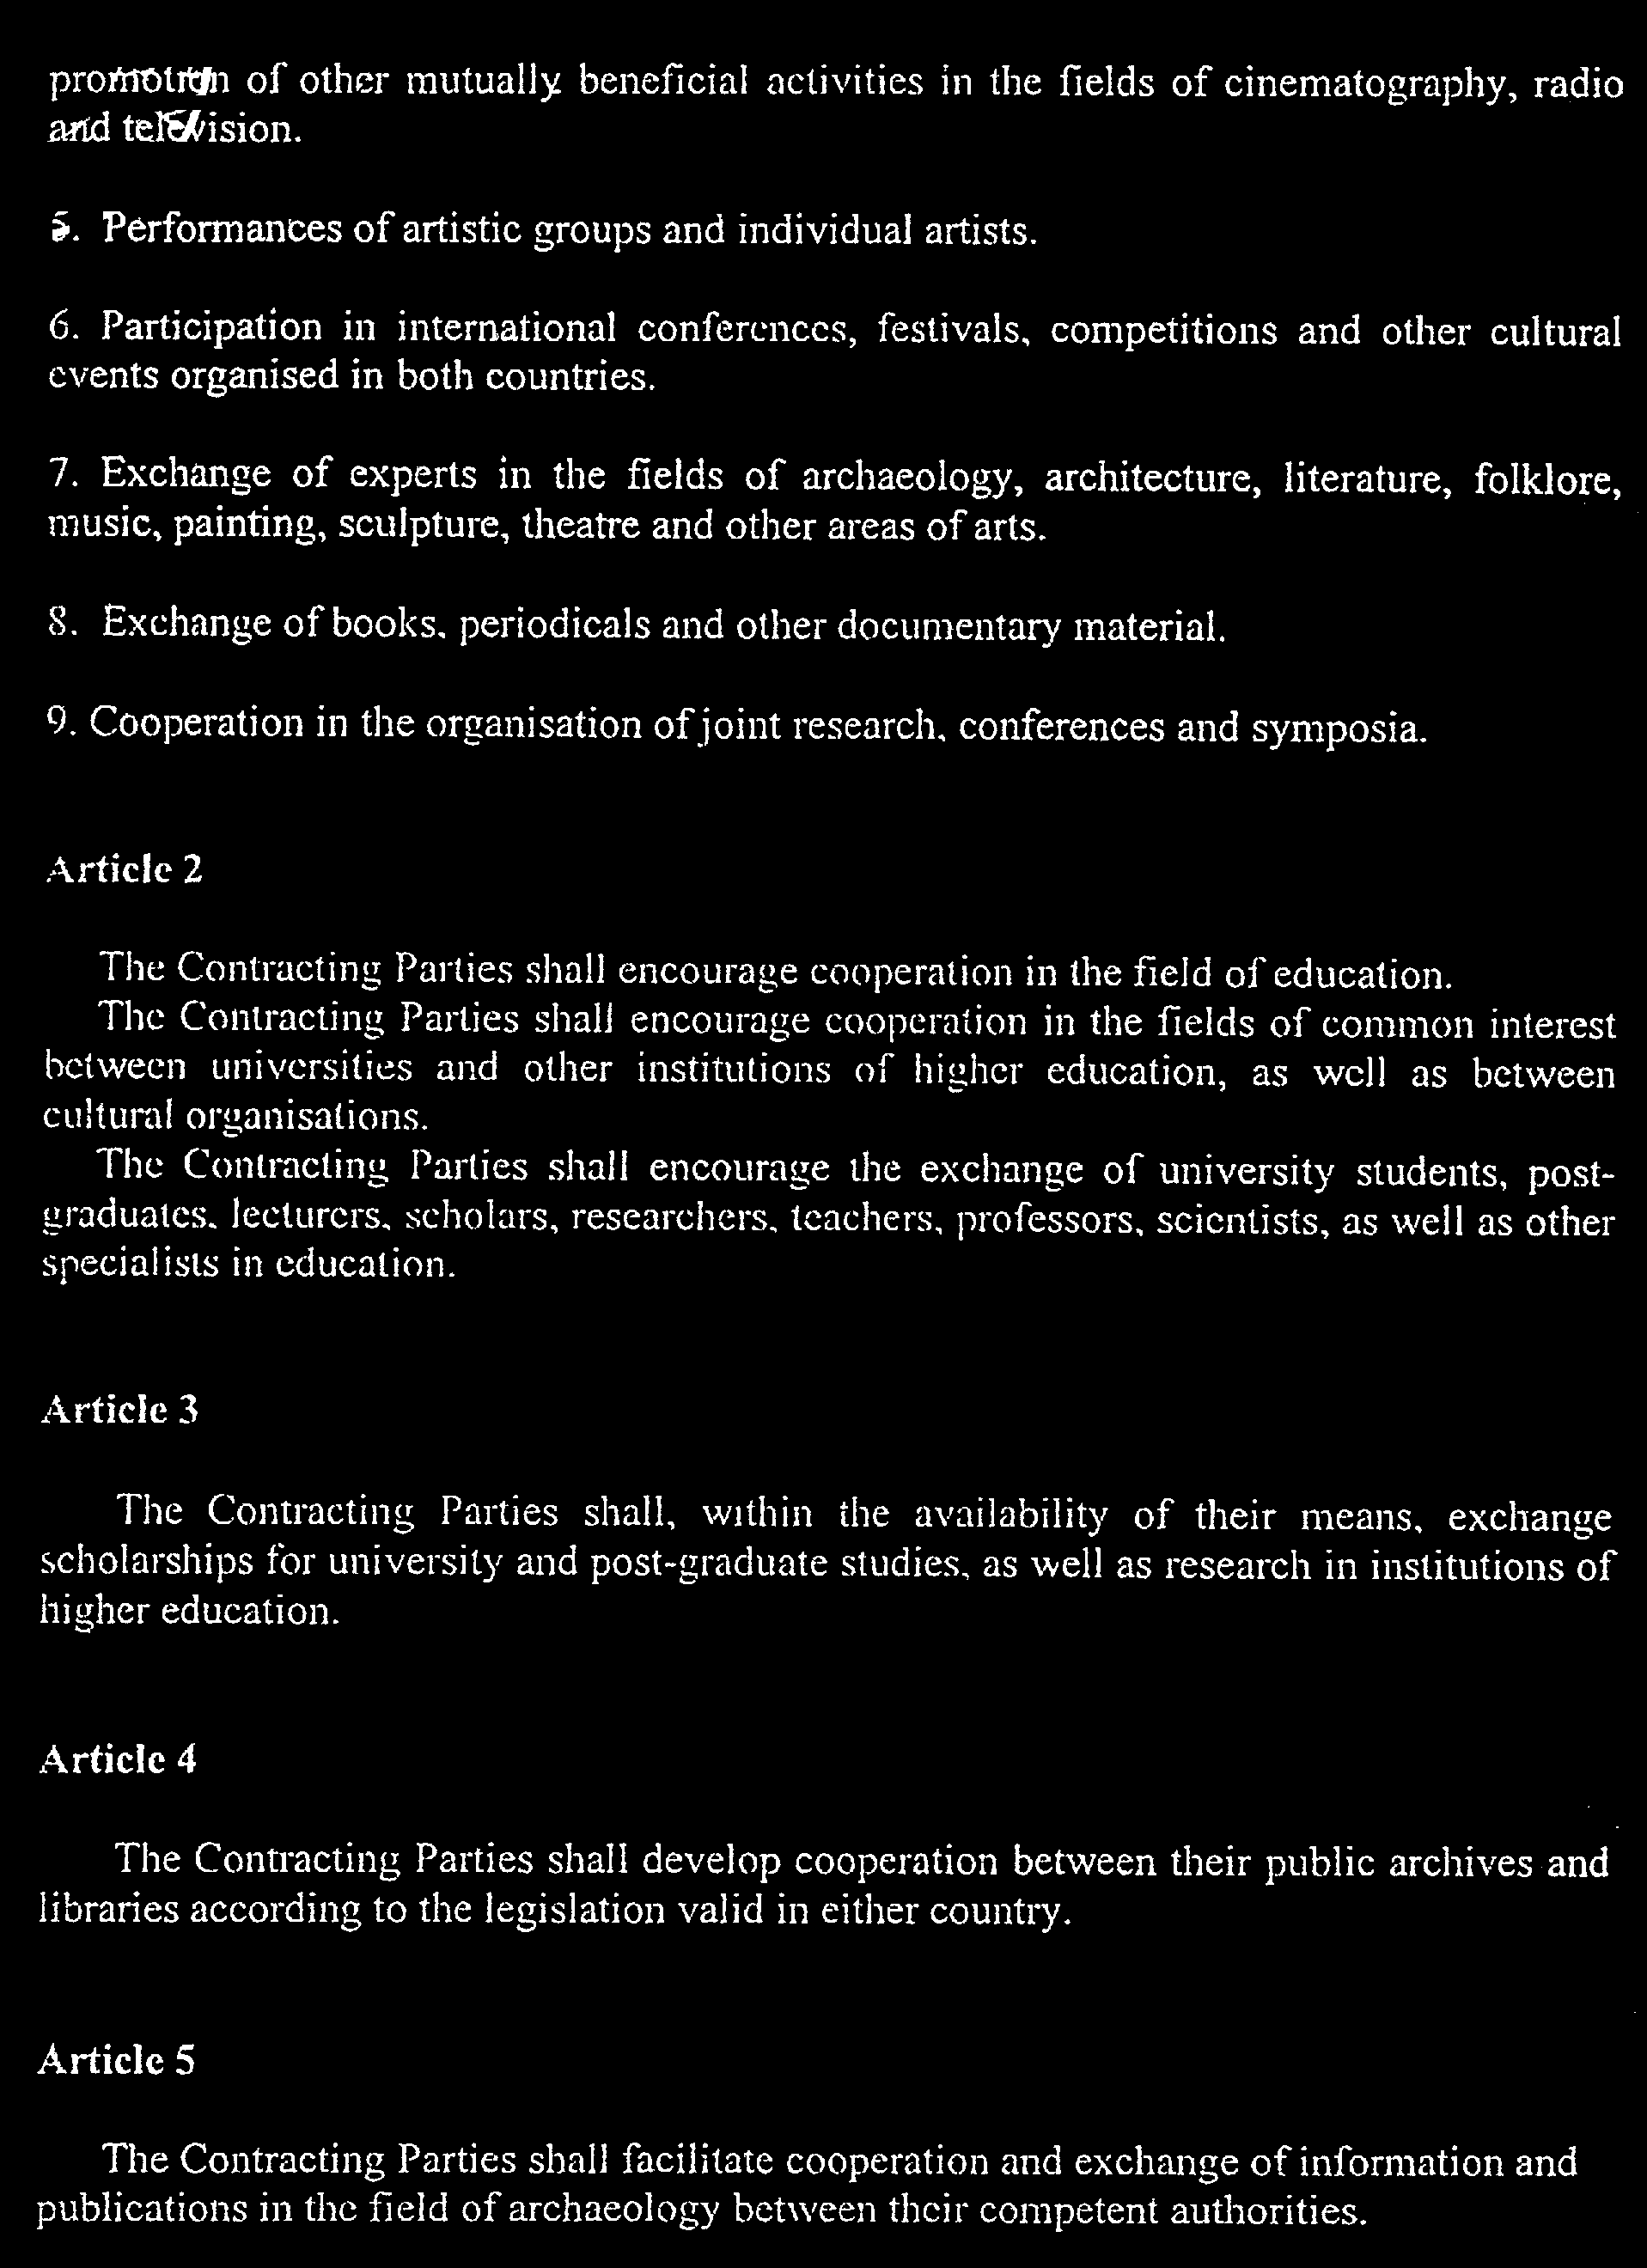 promotion of other mutually beneficial activities in the fields of cinematography, radio
and television.
5. Performances of artistic groups and individual artists.
6. Participation in international conferences, festivals, competitions and other cultural
events organised in both countries.
7. Exchange of experts in the fields of archaeology, architecture, literature, folklore,
music, painting, sculpture, theatre and other areas of arts.
8. Exchange of books, periodicals and other documentary material.
9. Cooperation in the organisation of joint research, conferences and symposia.
Article 2
The Contracting Parties shall encourage cooperation in the field of education.
The Contracting Parties shall encourage cooperation in the fields of common interest
between universities and other institutions of higher education, as well as between
cultural organisations.
The Contracting Parties shall encourage the exchange of university students, post-
graduates, lecturers, scholars, researchers, teachers, professors, scientists, as well as other
specialists in education.
Article 3
The Contracting Parties shall, within the availability of their means, exchange
scholarships for university and post-graduate studies, as well as research in institutions of
higher education.
Article 4
The Contracting Parties shall develop cooperation between their public archives and
libraries according to the legislation valid in either country.
Article 5
The Contracting Parties shall facilitate cooperation and exchange of information and
publications in the field of archaeology between their competent authorities.